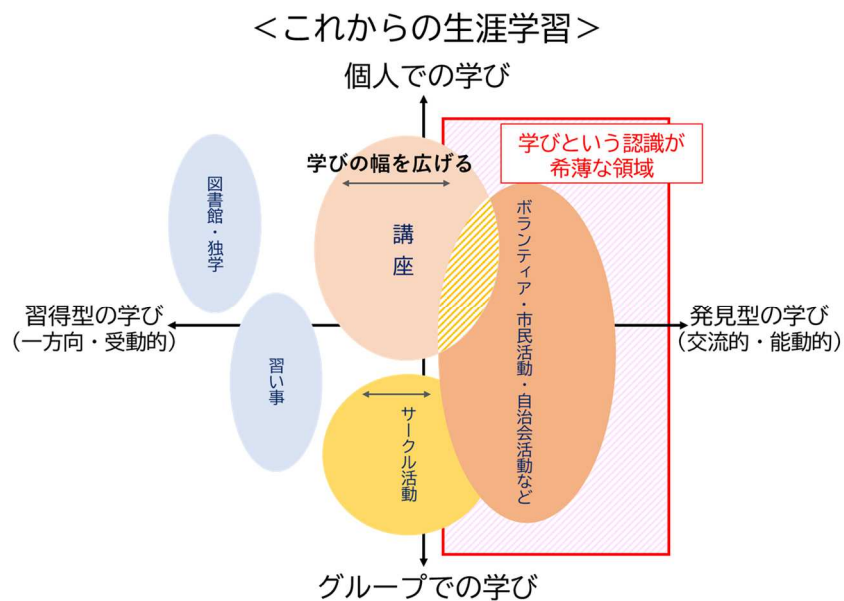 ＜これからの生涯学習＞
個人での学び
学びという認識が
希薄な領域
学びの幅を広げる
図書館・独学
講座
ボランティア・市民活動・自治会活動など
習得型の学び
（一方向・受動的）
発見型の学び
（交流的・能動的）
習い事
サークル活動
グループでの学び